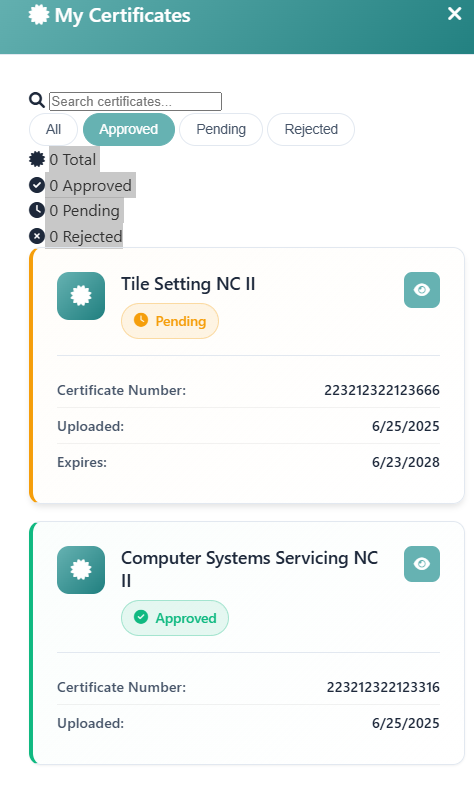 My Certificates
Search certificates...
All Approved Pending Rejected
0 Total
0 Approved
0 Pending
0 Rejected
Tile Setting NC II
Pending
Certificate Number: 223212322123666
Uploaded: 6/25/2025
Expires: 6/23/2028
Computer Systems Servicing NC
II
Approved
Certificate Number: 223212322123316
Uploaded: 6/25/2025